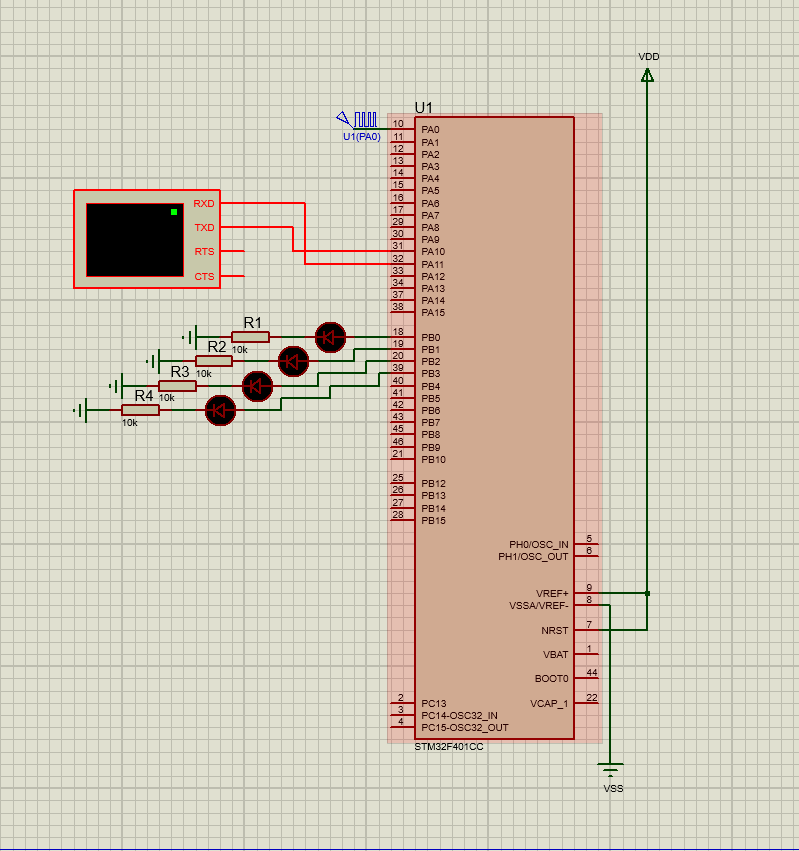 VDD
U1
U1(PA0)
10 PA0
11 PA1
12 PA2
13 PA3
14 PA4
15 PA5
16 PA6
17 PA7
29 PA8
30 PA9
31 PA10
32 PA11
33 PA12
34 PA13
37 PA14
38 PA15
RXD
TXD
RTS
CTS
18 PB0
19 PB1
20 PB2
39 PB3
40 PB4
41 PB5
42 PB6
43 PB7
45 PB8
46 PB9
21 PB10
25 PB12
26 PB13
27 PB14
28 PB15
R1
10k
R2
10k
R3
10k
R4
10k
PH0/OSC_IN 5
PH1/OSC_OUT 6
VREF+ 9
VSSA/VREF- 8
NRST 7
VBAT 1
BOOT0 44
VCAP_1 22
2 PC13
3 PC14-OSC32_IN
4 PC15-OSC32_OUT
STM32F401CC
VSS